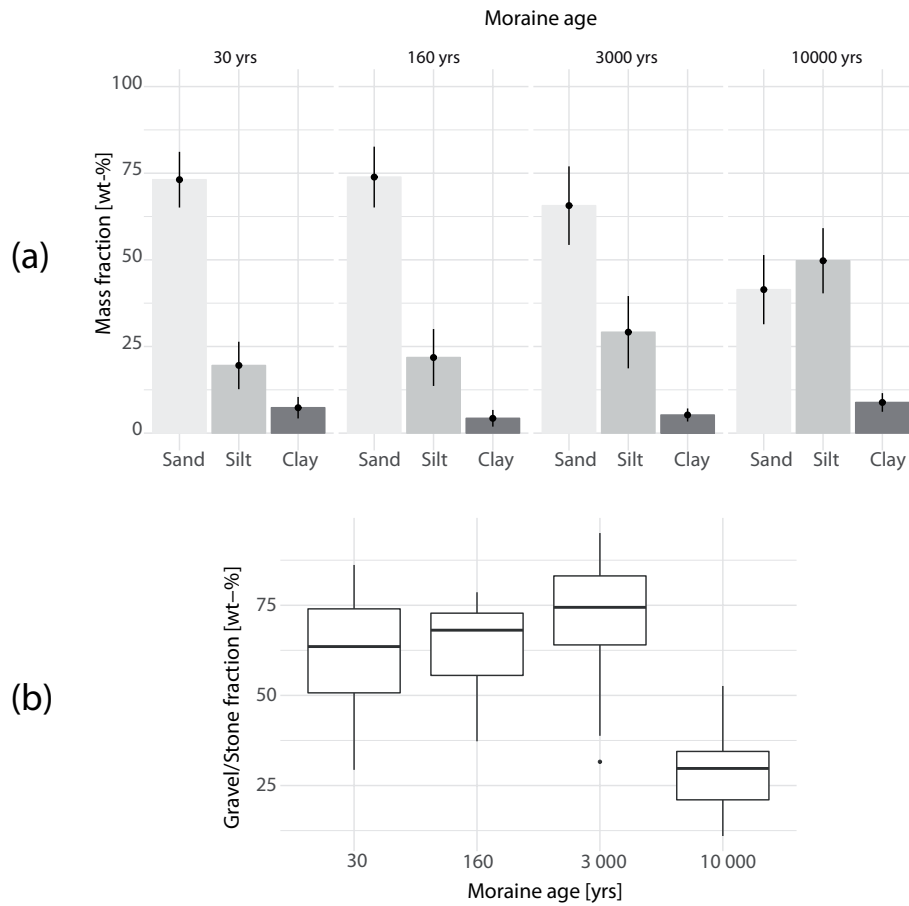 Moraine age
30 yrs 160 yrs 3000 yrs 10000 yrs
100
75
50
25
0
Mass fraction [wt-%]
(a)
Sand Silt Clay Sand Silt Clay Sand Silt Clay Sand Silt Clay
75
50
25
Gravel/Stone fraction [wt–%]
(b)
30 160 3 000 10 000
Moraine age [yrs]